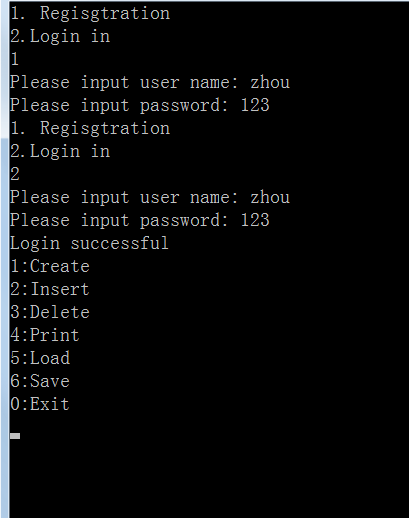 1. Regisgtration
2.Login in
1
Please input user name: zhou
Please input password: 123
1. Regisgtration
2.Login in
2
Please input user name: zhou
Please input password: 123
Login successful
1:Create
2:Insert
3:Delete
4:Print
5:Load
6:Save
0:Exit